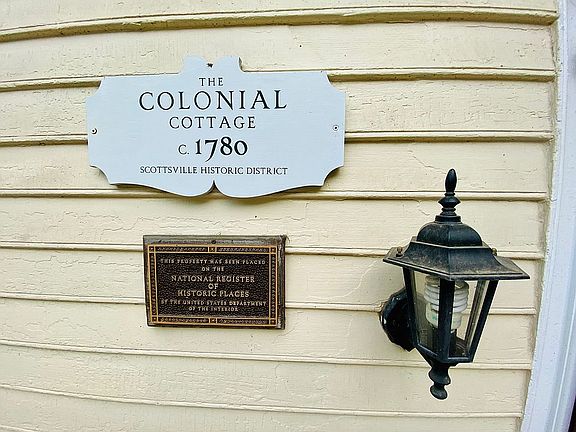 THE
COLONIAL
COTTAGE
C. 1780
SCOTTSVILLE HISTORIC DISTRICT
THIS PROPERTY HAS BEEN PLACED
ON THE
NATIONAL REGISTER
OF
HISTORIC PLACES
BY THE UNITED STATES DEPARTMENT
OF THE INTERIOR